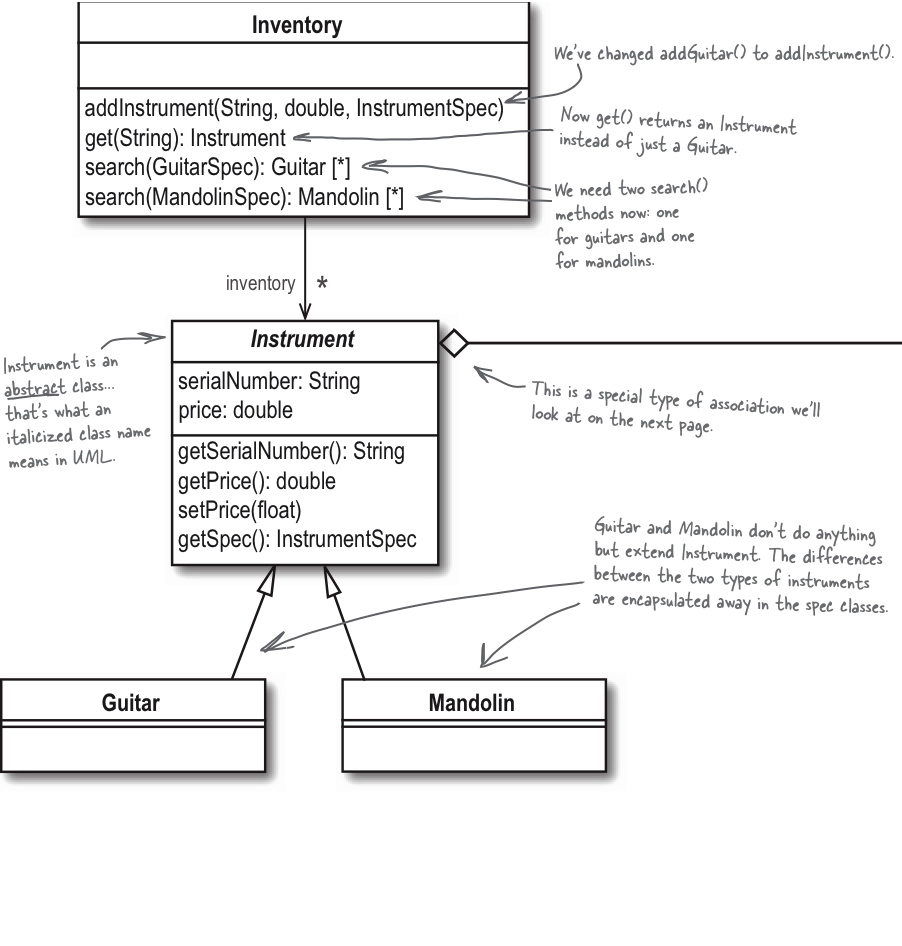 Inventory
addInstrument(String, double, InstrumentSpec)
get(String): Instrument
search(GuitarSpec): Guitar [*]
search(MandolinSpec): Mandolin [*]
We've changed addGuitar() to addInstrument().
Now get() returns an Instrument
instead of just a Guitar.
We need two search()
methods now: one
for guitars and one
for mandolins.
inventory *
Instrument
serialNumber: String
price: double
getSerialNumber(): String
getPrice(): double
setPrice(float)
getSpec(): InstrumentSpec
Instrument is an
abstract class...
that's what an
italicized class name
means in UML.
This is a special type of association we'll
look at on the next page.
Guitar and Mandolin don't do anything
but extend Instrument. The differences
between the two types of instruments
are encapsulated away in the spec classes.
Guitar
Mandolin